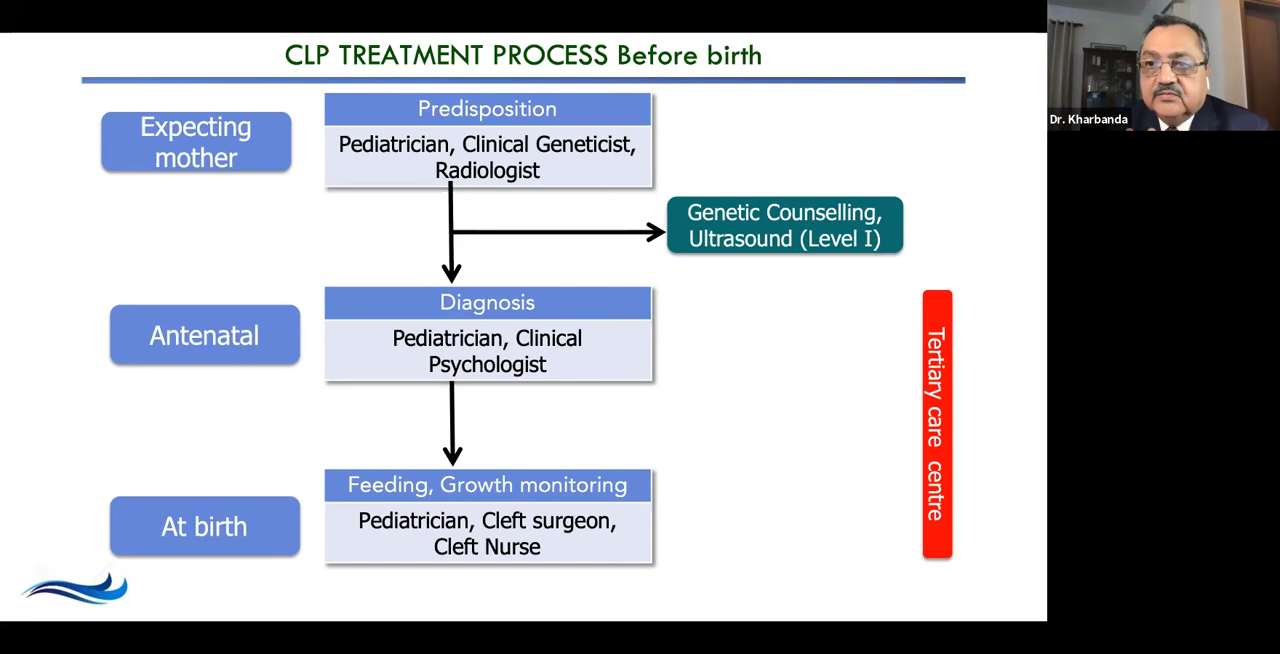 CLP TREATMENT PROCESS Before birth
Expecting
mother
Predisposition
Pediatrician, Clinical Geneticist,
Radiologist
Genetic Counselling,
Ultrasound (Level I)
Antenatal
Diagnosis
Pediatrician, Clinical
Psychologist
At birth
Feeding, Growth monitoring
Pediatrician, Cleft surgeon,
Cleft Nurse
Tertiary care centre
Dr. Kharbanda